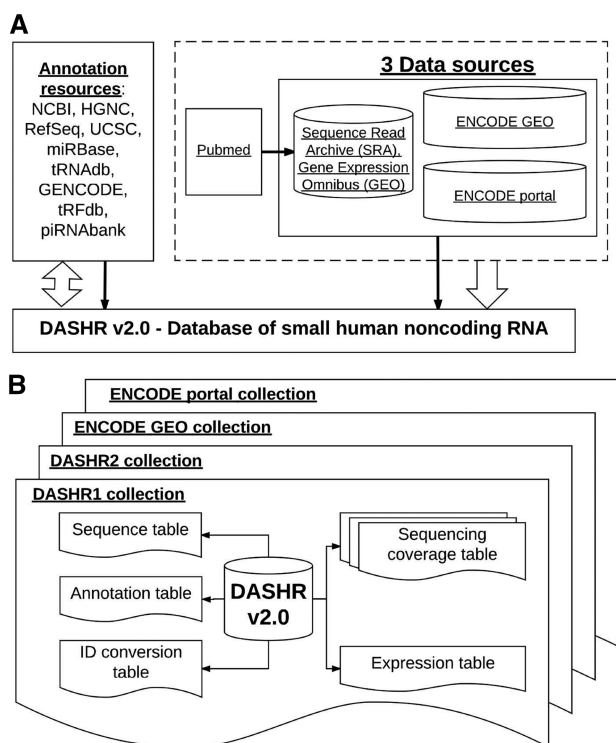 A
Annotation
resources:
NCBI, HGNC,
RefSeq, UCSC,
miRBase,
tRNAdb,
GENCODE,
tRFdb,
piRNAbank
3 Data sources
Pubmed
Sequence Read
Archive (SRA),
Gene Expression
Omnibus (GEO)
ENCODE GEO
ENCODE portal
DASHR v2.0 - Database of small human noncoding RNA
B
ENCODE portal collection
ENCODE GEO collection
DASHR2 collection
DASHR1 collection
Sequence table
Annotation table
ID conversion
table
DASHR
v2.0
Sequencing
coverage table
Expression table